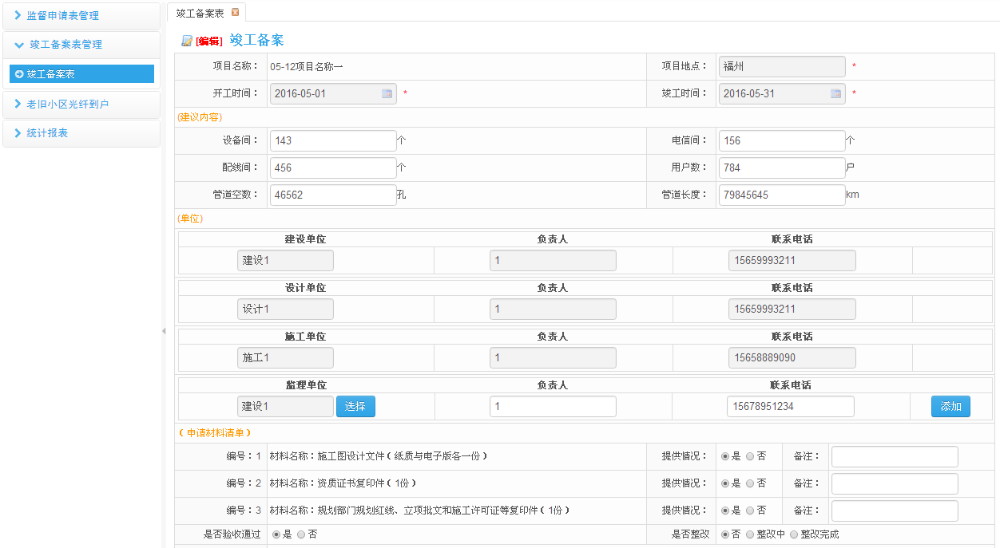 监督申请表管理
竣工备案表管理
竣工备案表
老旧小区光纤到户
统计报表
竣工备案表
[编辑] 竣工备案
项目名称： 05-12项目名称一 项目地点： 福州 *
开工时间： 2016-05-01 * 竣工时间： 2016-05-31 *
(建议内容)
设备间： 143 个 电信间： 156 个
配线间： 456 个 用户数： 784 户
管道空数： 46562 孔 管道长度： 79845645 km
(单位)
建设单位 负责人 联系电话
建设1 1 15659993211
设计单位 负责人 联系电话
设计1 1 15659993211
施工单位 负责人 联系电话
施工1 1 15658889090
监理单位 负责人 联系电话
建设1 选择 1 15678951234 添加
（申请材料清单）
编号：1 材料名称：施工图设计文件（纸质与电子版各一份） 提供情况： 是 否 备注：
编号：2 材料名称：资质证书复印件（1份） 提供情况： 是 否 备注：
编号：3 材料名称：规划部门规划红线、立项批文和施工许可证等复印件（1份） 提供情况： 是 否 备注：
是否验收通过 是 否 是否整改 否 整改中 整改完成